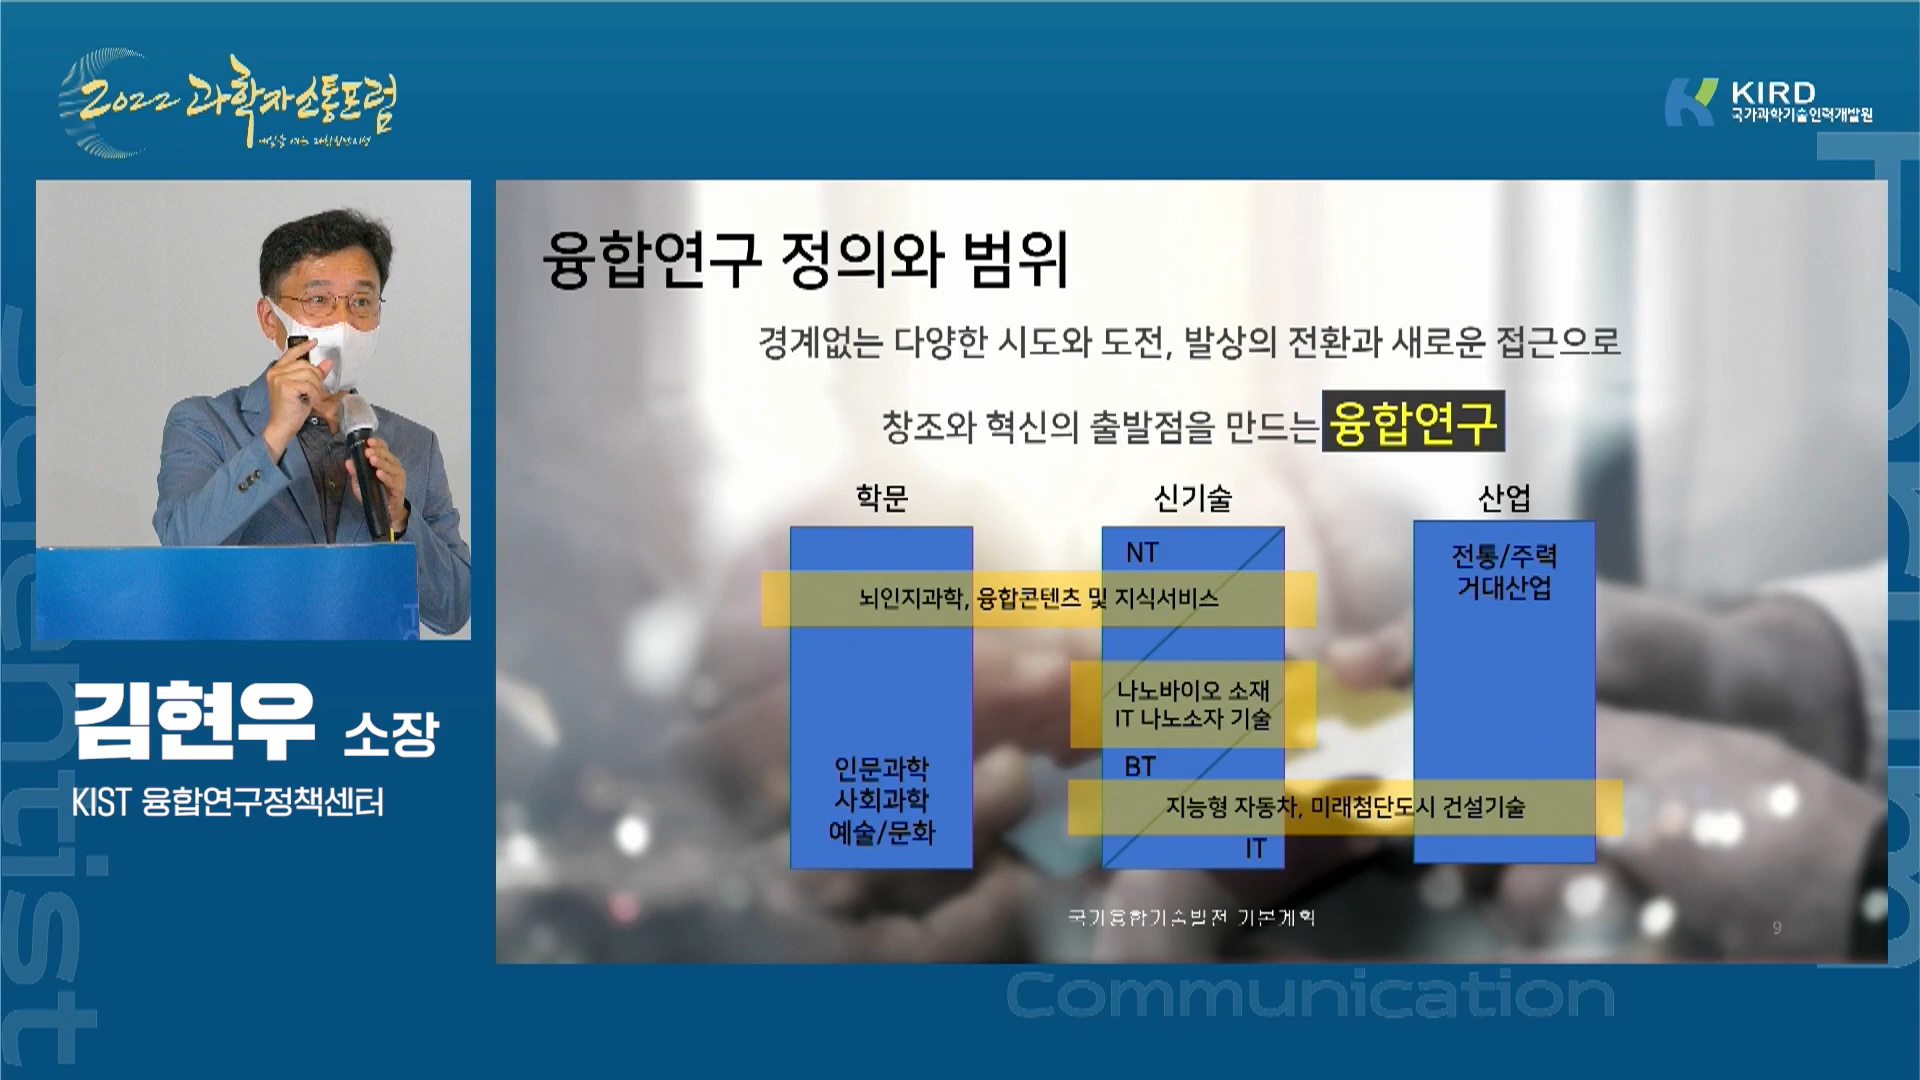 2022 과학자소통포럼
KIRD
국가과학기술인력개발원
융합연구 정의와 범위
경계없는 다양한 시도와 도전, 발상의 전환과 새로운 접근으로
창조와 혁신의 출발점을 만드는 융합연구
학문
신기술
산업
NT
전통/주력
거대산업
뇌인지과학, 융합콘텐츠 및 지식서비스
나노바이오 소재
IT 나노소자 기술
BT
인문과학
사회과학
예술/문화
지능형 자동차, 미래첨단도시 건설기술
IT
국가융합기술발전 기본계획
9
김현우 소장
KIST 융합연구정책센터
Scientist
Communication
Forum